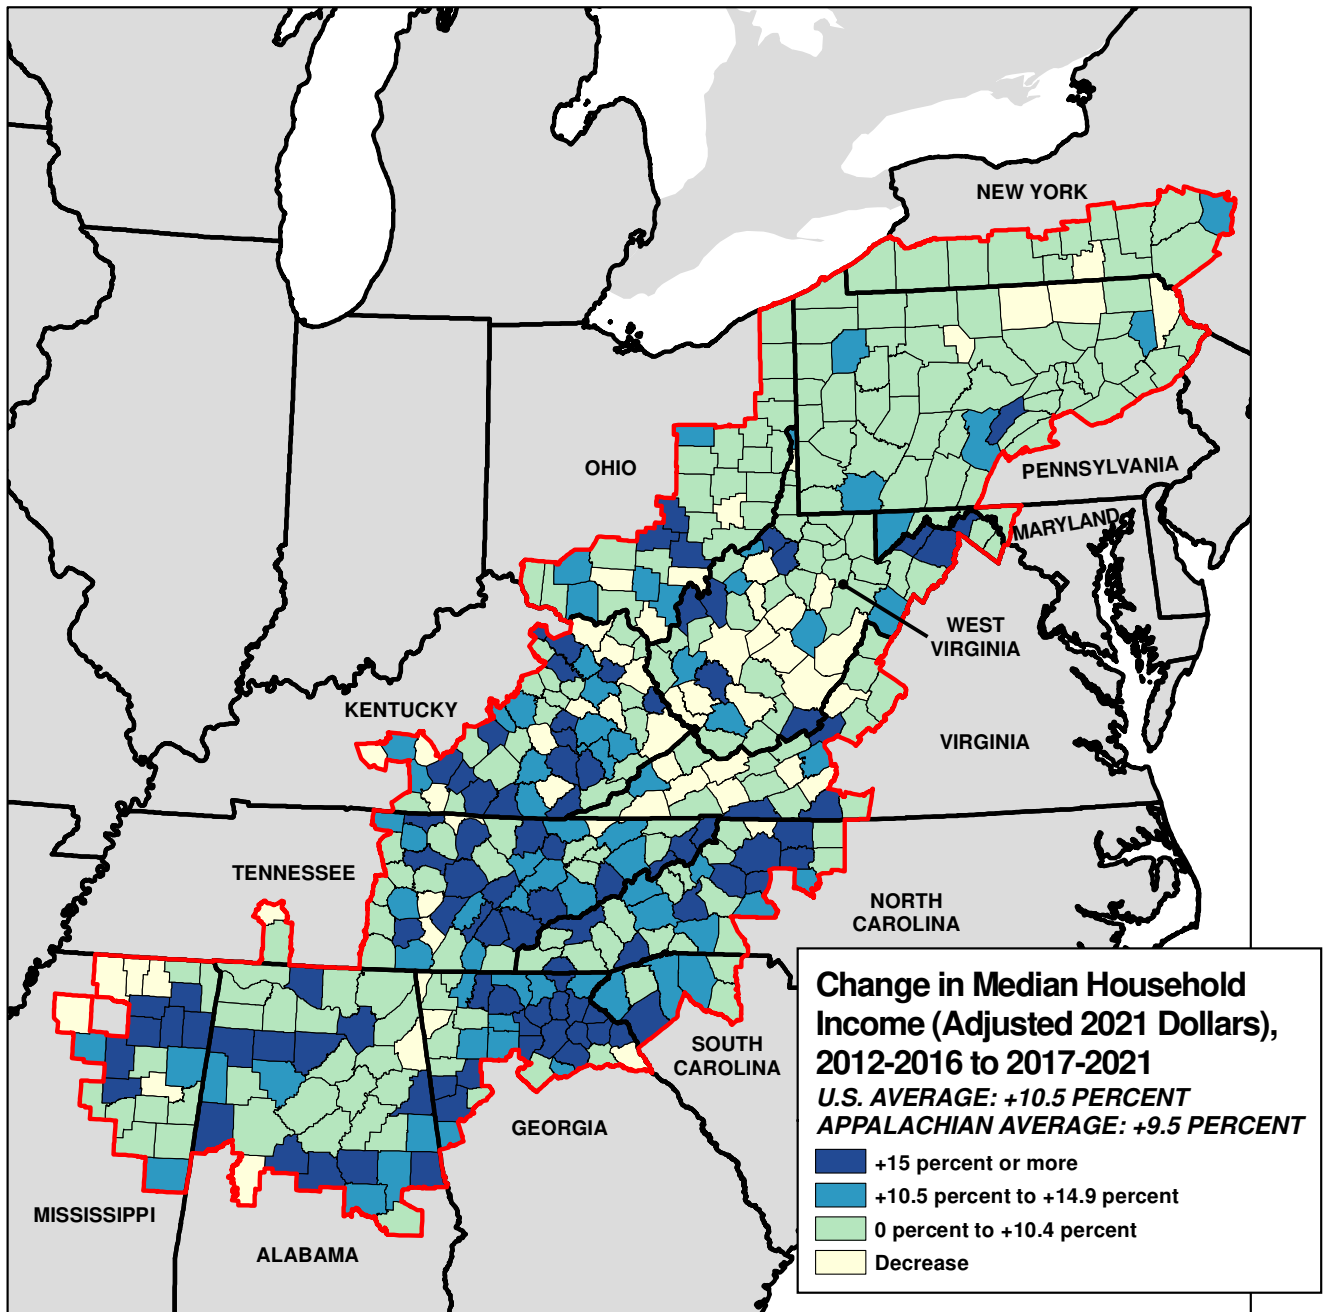 NEW YORK
OHIO
PENNSYLVANIA
MARYLAND
WEST
VIRGINIA
KENTUCKY
VIRGINIA
TENNESSEE
NORTH
CAROLINA
SOUTH
CAROLINA
GEORGIA
MISSISSIPPI
ALABAMA
Change in Median Household
Income (Adjusted 2021 Dollars),
2012-2016 to 2017-2021
U.S. AVERAGE: +10.5 PERCENT
APPALACHIAN AVERAGE: +9.5 PERCENT
+15 percent or more
+10.5 percent to +14.9 percent
0 percent to +10.4 percent
Decrease